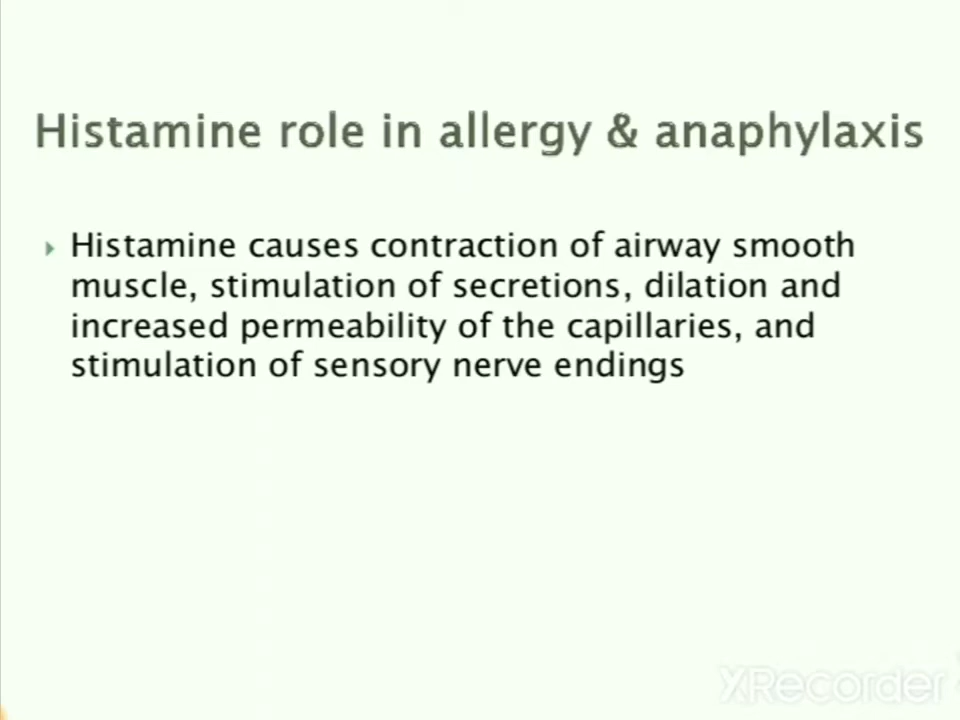 Histamine role in allergy & anaphylaxis
Histamine causes contraction of airway smooth
muscle, stimulation of secretions, dilation and
increased permeability of the capillaries, and
stimulation of sensory nerve endings
XRecorder